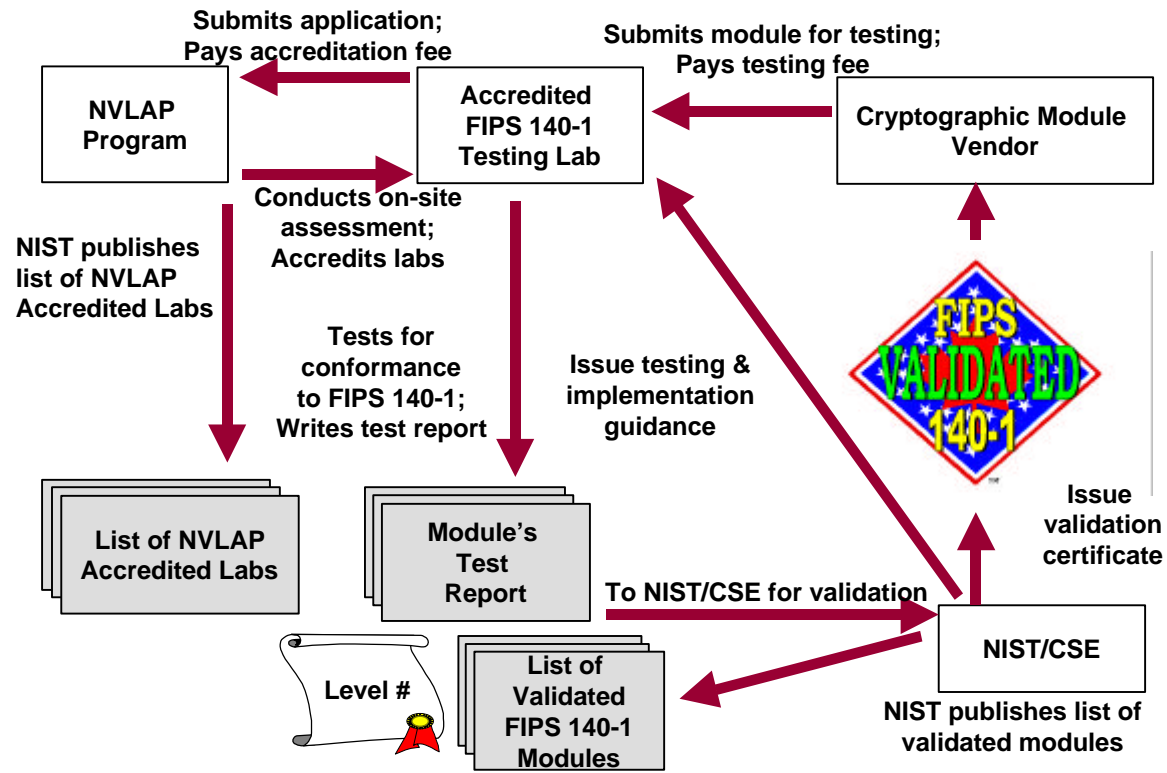 Submits application;
Pays accreditation fee
Submits module for testing;
Pays testing fee
NVLAP
Program
Accredited
FIPS 140-1
Testing Lab
Cryptographic Module
Vendor
Conducts on-site
assessment;
Accredits labs
NIST publishes
list of NVLAP
Accredited Labs
Tests for
conformance
to FIPS 140-1;
Writes test report
Issue testing &
implementation
guidance
FIPS
VALIDATED
140-1
TM
Issue
validation
certificate
List of NVLAP
Accredited Labs
Module’s
Test
Report
To NIST/CSE for validation
NIST/CSE
Level #
List of
Validated
FIPS 140-1
Modules
NIST publishes list of
validated modules